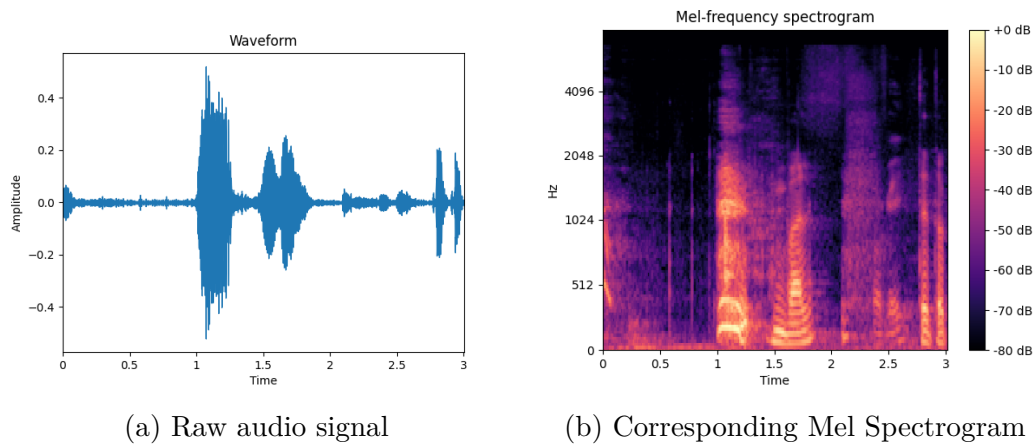 Waveform
0.4
0.2
0.0
−0.2
−0.4
Amplitude
0
0.5
1
1.5
2
2.5
3
Time
(a) Raw audio signal
Mel-frequency spectrogram
4096
2048
1024
512
0
Hz
0
0.5
1
1.5
2
2.5
3
Time
+0 dB
-10 dB
-20 dB
-30 dB
-40 dB
-50 dB
-60 dB
-70 dB
-80 dB
(b) Corresponding Mel Spectrogram